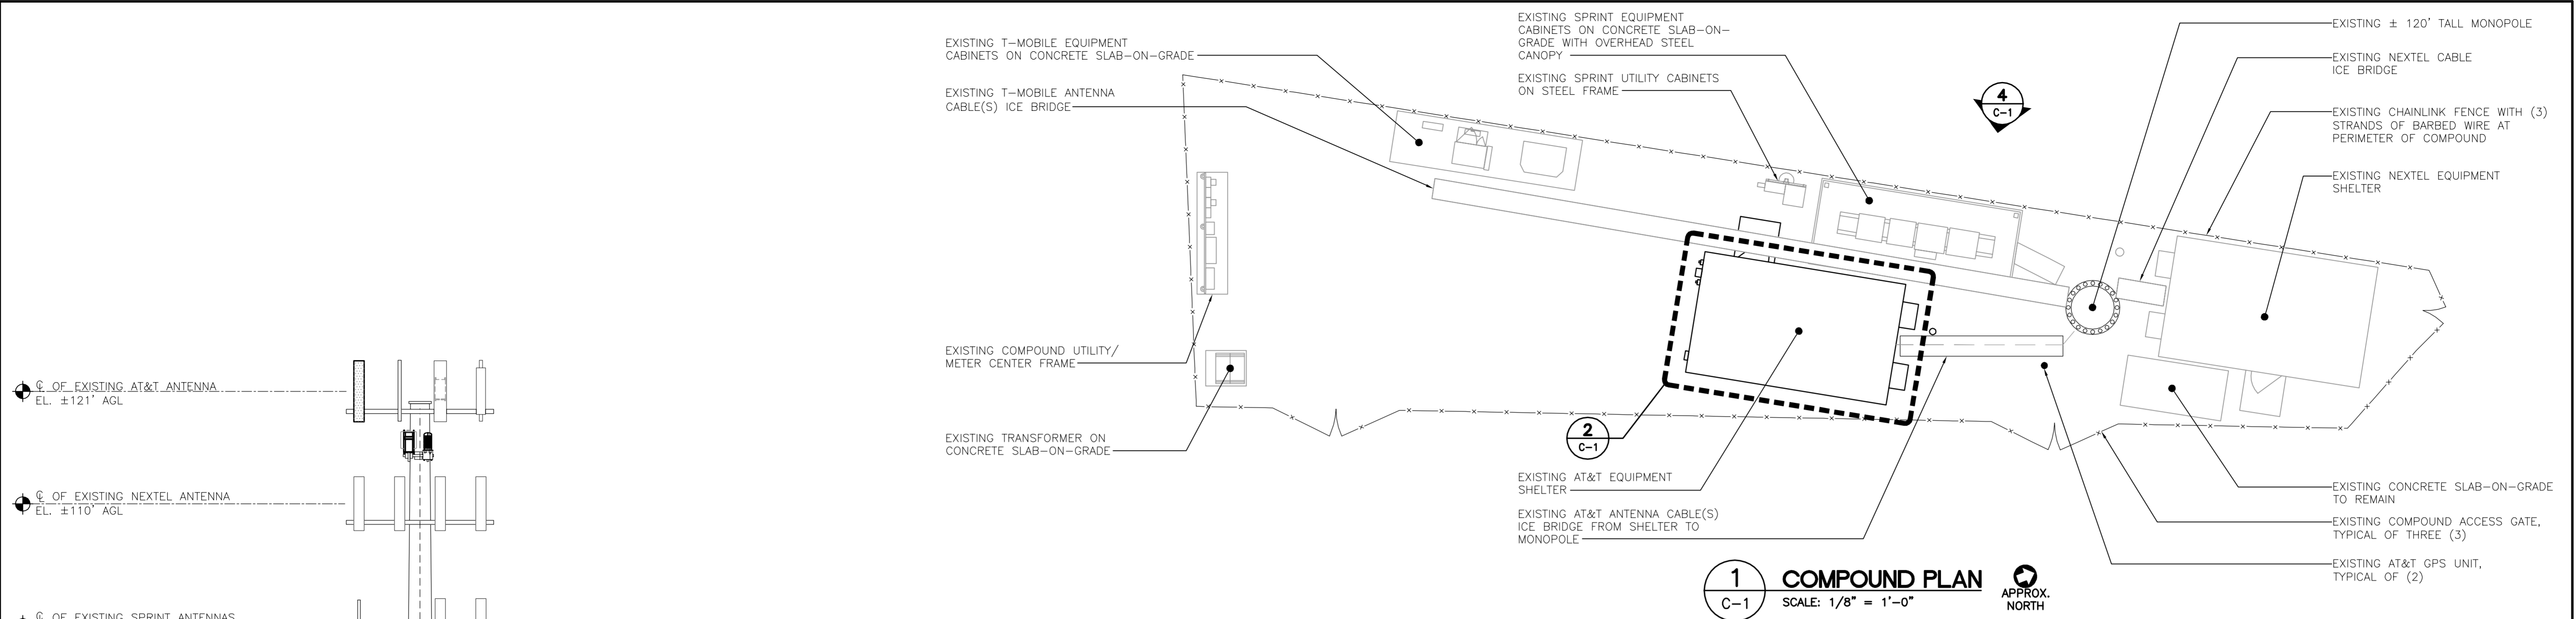 EXISTING T-MOBILE EQUIPMENT
CABINETS ON CONCRETE SLAB-ON-GRADE
EXISTING T-MOBILE ANTENNA
CABLE(S) ICE BRIDGE
EXISTING SPRINT EQUIPMENT
CABINETS ON CONCRETE SLAB-ON-
GRADE WITH OVERHEAD STEEL
CANOPY
EXISTING SPRINT UTILITY CABINETS
ON STEEL FRAME
4
C-1
EXISTING ± 120' TALL MONOPOLE
EXISTING NEXTEL CABLE
ICE BRIDGE
EXISTING CHAINLINK FENCE WITH (3)
STRANDS OF BARBED WIRE AT
PERIMETER OF COMPOUND
EXISTING NEXTEL EQUIPMENT
SHELTER
EXISTING COMPOUND UTILITY/
METER CENTER FRAME
EXISTING TRANSFORMER ON
CONCRETE SLAB-ON-GRADE
℄ OF EXISTING AT&T ANTENNA
EL. ±121' AGL
℄ OF EXISTING NEXTEL ANTENNA
EL. ±110' AGL
℄ OF EXISTING SPRINT ANTENNAS
2
C-1
EXISTING AT&T EQUIPMENT
SHELTER
EXISTING AT&T ANTENNA CABLE(S)
ICE BRIDGE FROM SHELTER TO
MONOPOLE
EXISTING CONCRETE SLAB-ON-GRADE
TO REMAIN
EXISTING COMPOUND ACCESS GATE,
TYPICAL OF THREE (3)
EXISTING AT&T GPS UNIT,
TYPICAL OF (2)
1
C-1
COMPOUND PLAN
SCALE: 1/8" = 1'-0"
APPROX.
NORTH